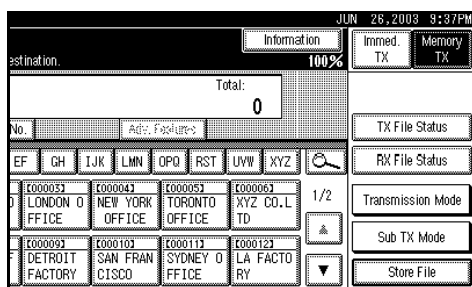 JUN 26,2003 9:37PM
Information
Immed. TX
Memory TX
estination.
100%
Total:
0
No.
Adv. Features
TX File Status
EF GH IJK LMN OPQ RST UVW XYZ
RX File Status
[00003] [00004] [00005] [00006]
LONDON O NEW YORK TORONTO XYZ CO.L
FFICE OFFICE OFFICE TD
1/2
Transmission Mode
[00009] [00010] [00011] [00012]
DETROIT SAN FRAN SYDNEY O LA FACTO
FACTORY CISCO FFICE RY
Sub TX Mode
Store File